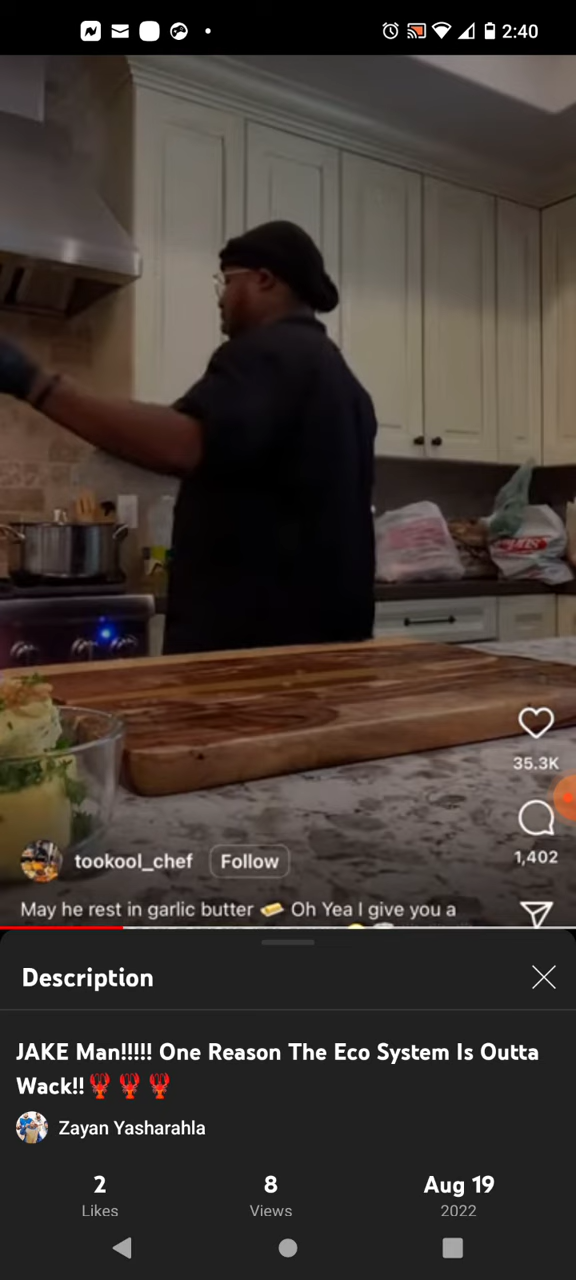 2:40
35.3K
1,402
tookool_chef Follow
May he rest in garlic butter 🧈 Oh Yea I give you a
Description
JAKE Man!!!!! One Reason The Eco System Is Outta
Wack!!🦞🦞🦞
Zayan Yasharahla
2 8 Aug 19
Likes Views 2022